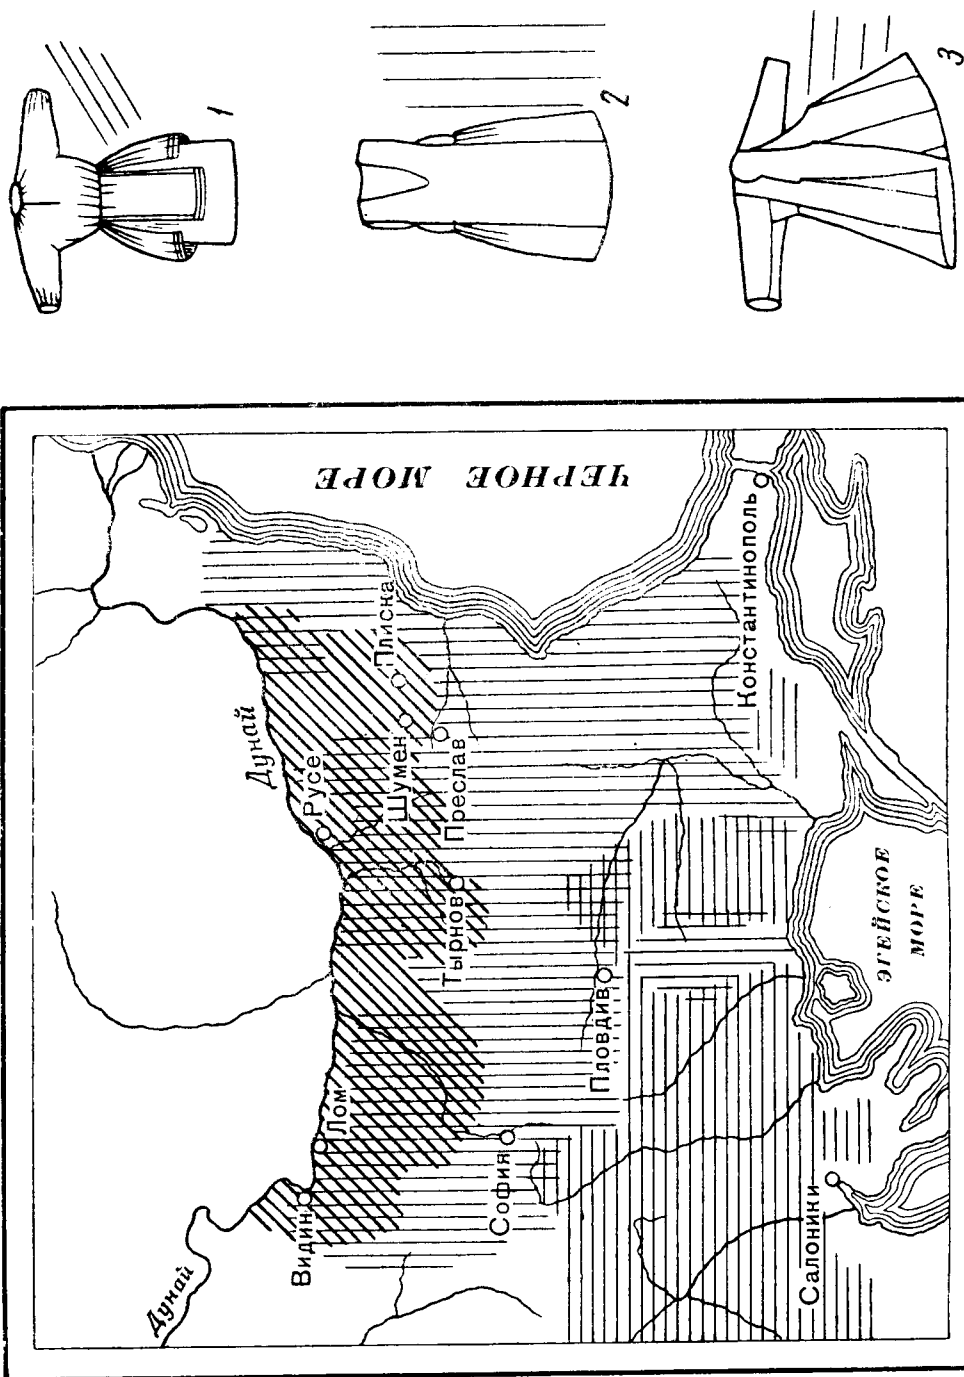 1
2
3
ЧЕРНОЕ МОРЕ
Дунай
Дунай
Видин
Лом
Русе
Плиска
Шумен
Преслав
Тырново
София
Пловдив
Константинополь
Салоники
ЭГЕЙСКОЕ
МОРЕ